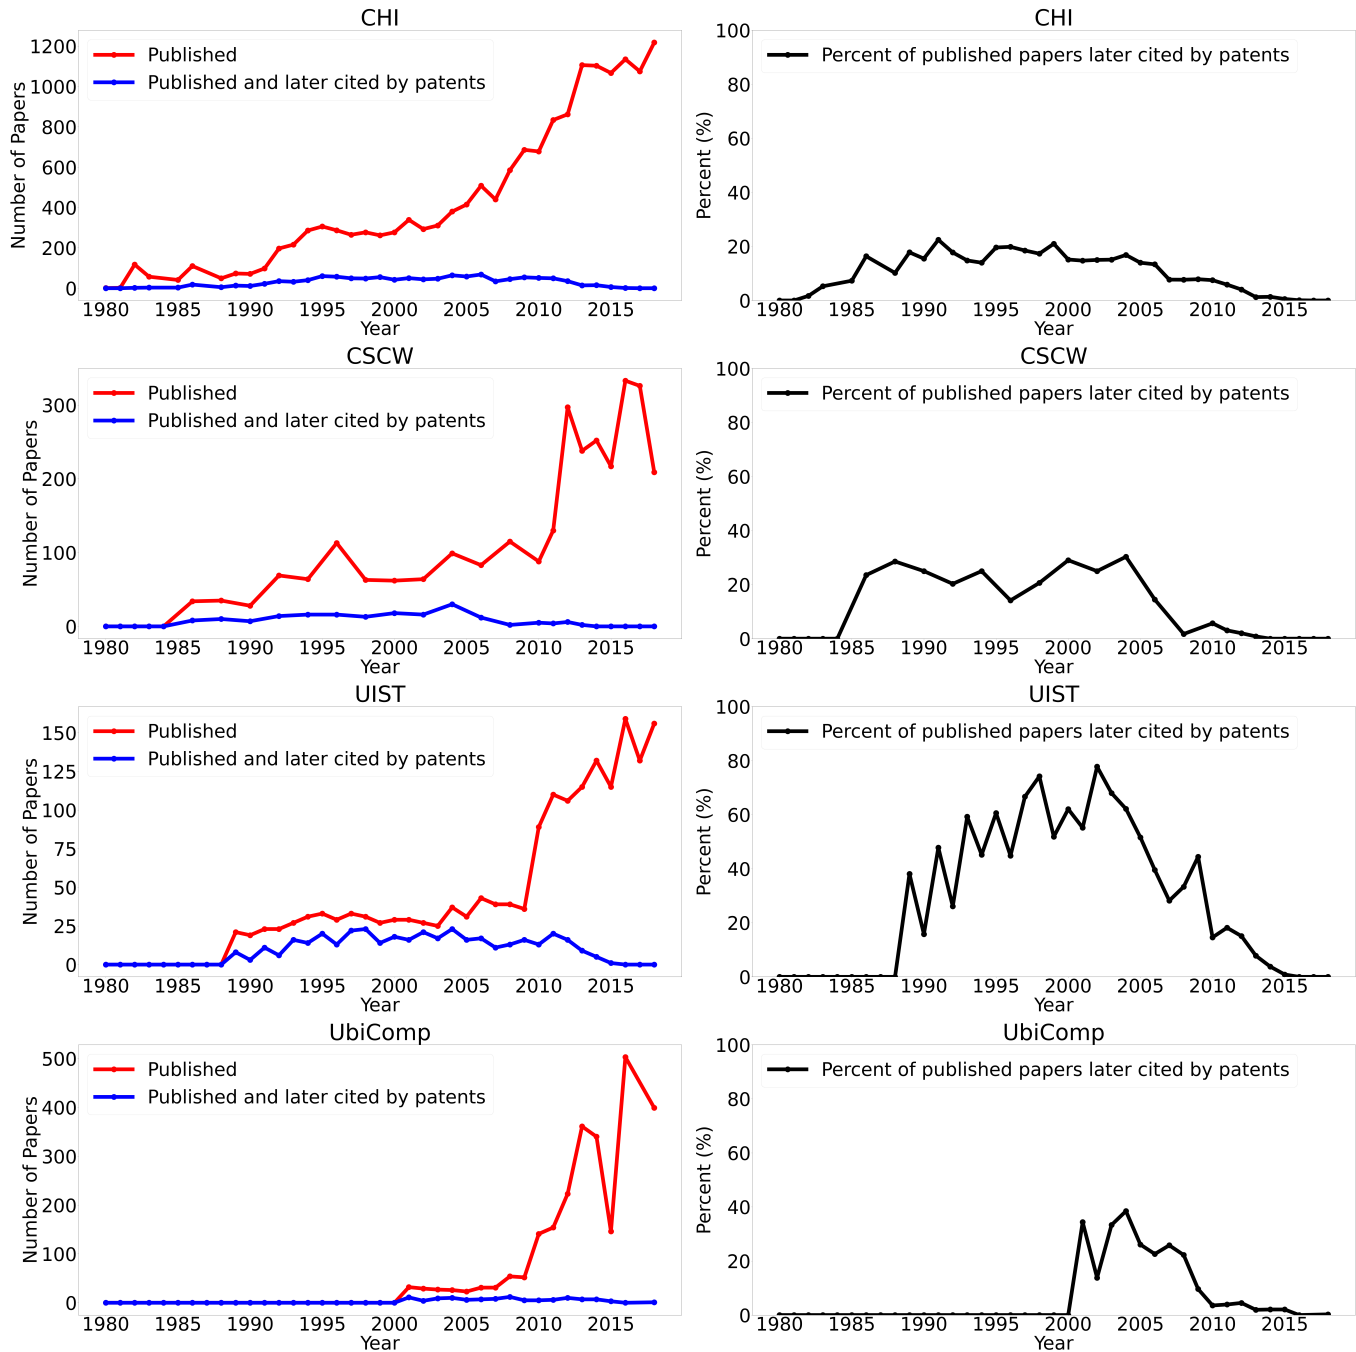 CHI
1200
1000
800
600
400
200
0
Number of Papers
Published
Published and later cited by patents
1980 1985 1990 1995 2000 2005 2010 2015
Year
CHI
100
80
60
40
20
0
Percent (%)
Percent of published papers later cited by patents
1980 1985 1990 1995 2000 2005 2010 2015
Year
CSCW
300
200
100
0
Number of Papers
Published
Published and later cited by patents
1980 1985 1990 1995 2000 2005 2010 2015
Year
CSCW
100
80
60
40
20
0
Percent (%)
Percent of published papers later cited by patents
1980 1985 1990 1995 2000 2005 2010 2015
Year
UIST
150
125
100
75
50
25
0
Number of Papers
Published
Published and later cited by patents
1980 1985 1990 1995 2000 2005 2010 2015
Year
UIST
100
80
60
40
20
0
Percent (%)
Percent of published papers later cited by patents
1980 1985 1990 1995 2000 2005 2010 2015
Year
UbiComp
500
400
300
200
100
0
Number of Papers
Published
Published and later cited by patents
1980 1985 1990 1995 2000 2005 2010 2015
Year
UbiComp
100
80
60
40
20
0
Percent (%)
Percent of published papers later cited by patents
1980 1985 1990 1995 2000 2005 2010 2015
Year